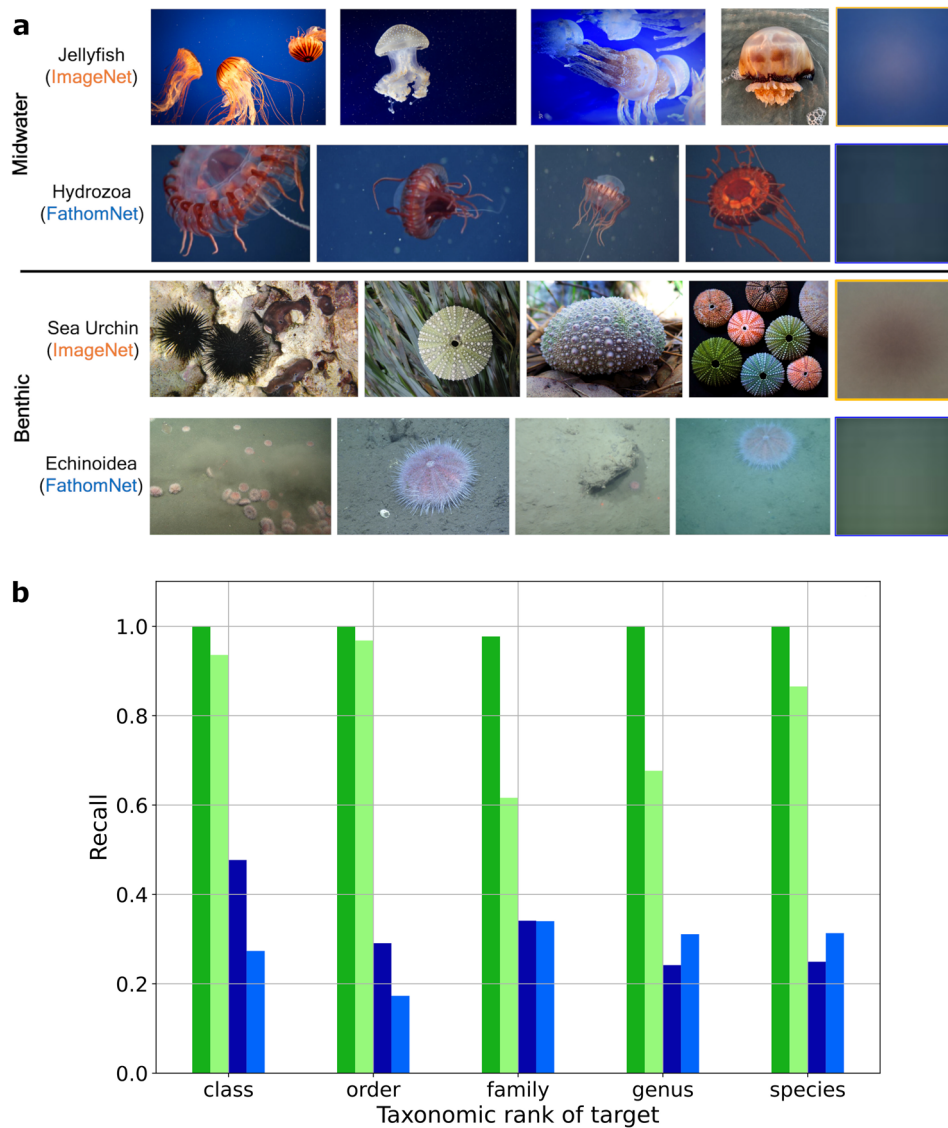 a
Jellyfish
(ImageNet)
Midwater
Hydrozoa
(FathomNet)
Sea Urchin
(ImageNet)
Benthic
Echinoidea
(FathomNet)
b
1.0
0.8
0.6
0.4
0.2
0.0
Recall
class order family genus species
Taxonomic rank of target